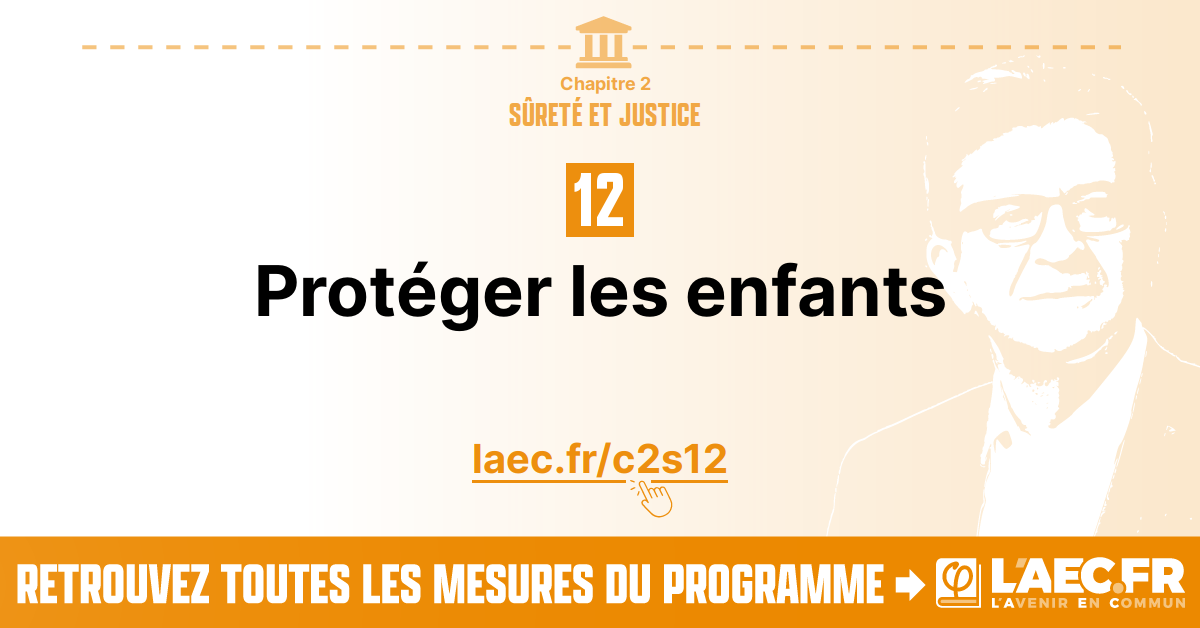 Chapitre 2
SÛRETÉ ET JUSTICE
12
Protéger les enfants
laec.fr/c2s12
RETROUVEZ TOUTES LES MESURES DU PROGRAMME
φ L'AEC.FR
L'AVENIR EN COMMUN